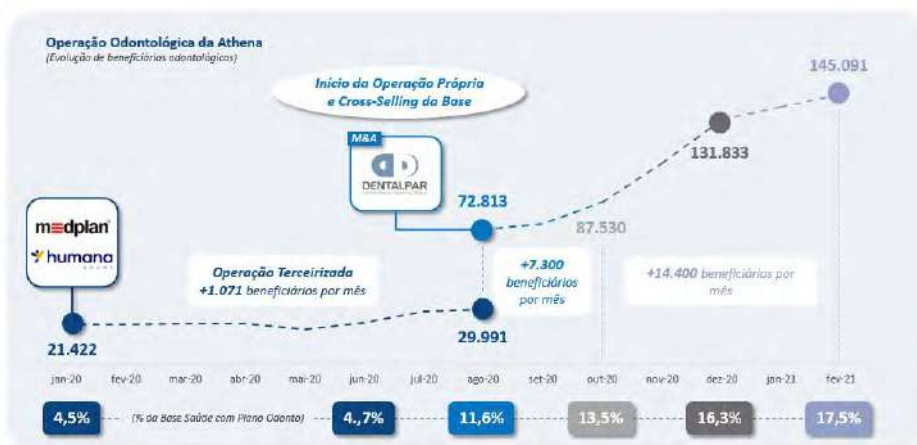 Operação Odontológica da Athena
(Evolução de beneficiários odontológicos)
145.091
Início da Operação Própria
e Cross-Selling da Base
M&A
DENTALPAR
131.833
72.813
medplan
humana
87.530
Operação Terceirizada
+1.071 beneficiários por mês
+7.300
beneficiários
por mês
+14.400 beneficiários por
mês
21.422
29.991
jan-20 fev-20 mar-20 abr-20 mai-20 jun-20 jul-20 ago-20 set-20 out-20 nov-20 dez-20 jan-21 fev-21
4,5% (% da Base Saúde com Plano Odonto) 4.,7% 11,6% 13,5% 16,3% 17,5%